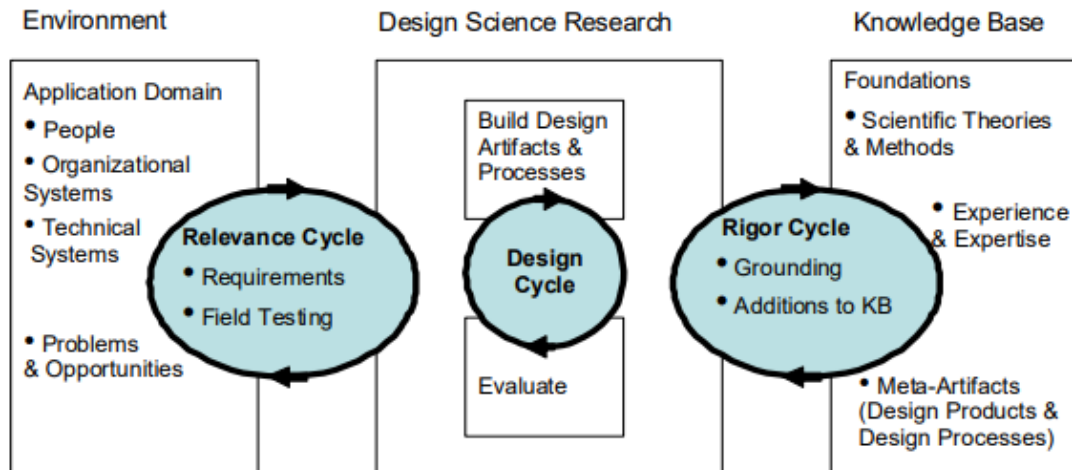 Environment
Design Science Research
Knowledge Base
Application Domain
• People
• Organizational
Systems
• Technical
Systems
• Problems
& Opportunities
Relevance Cycle
• Requirements
• Field Testing
Build Design
Artifacts &
Processes
Design
Cycle
Evaluate
Rigor Cycle
• Grounding
• Additions to KB
Foundations
• Scientific Theories
& Methods
• Experience
& Expertise
• Meta-Artifacts
(Design Products &
Design Processes)